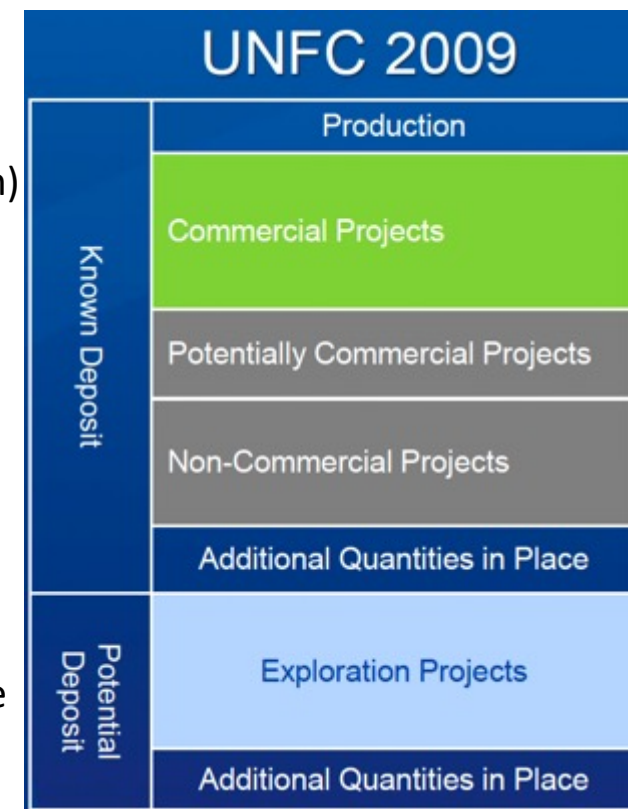 UNFC 2009
Production
n)
Commercial Projects
Known Deposit
Potentially Commercial Projects
Non-Commercial Projects
Additional Quantities in Place
Potential
Deposit
Exploration Projects
e
Additional Quantities in Place